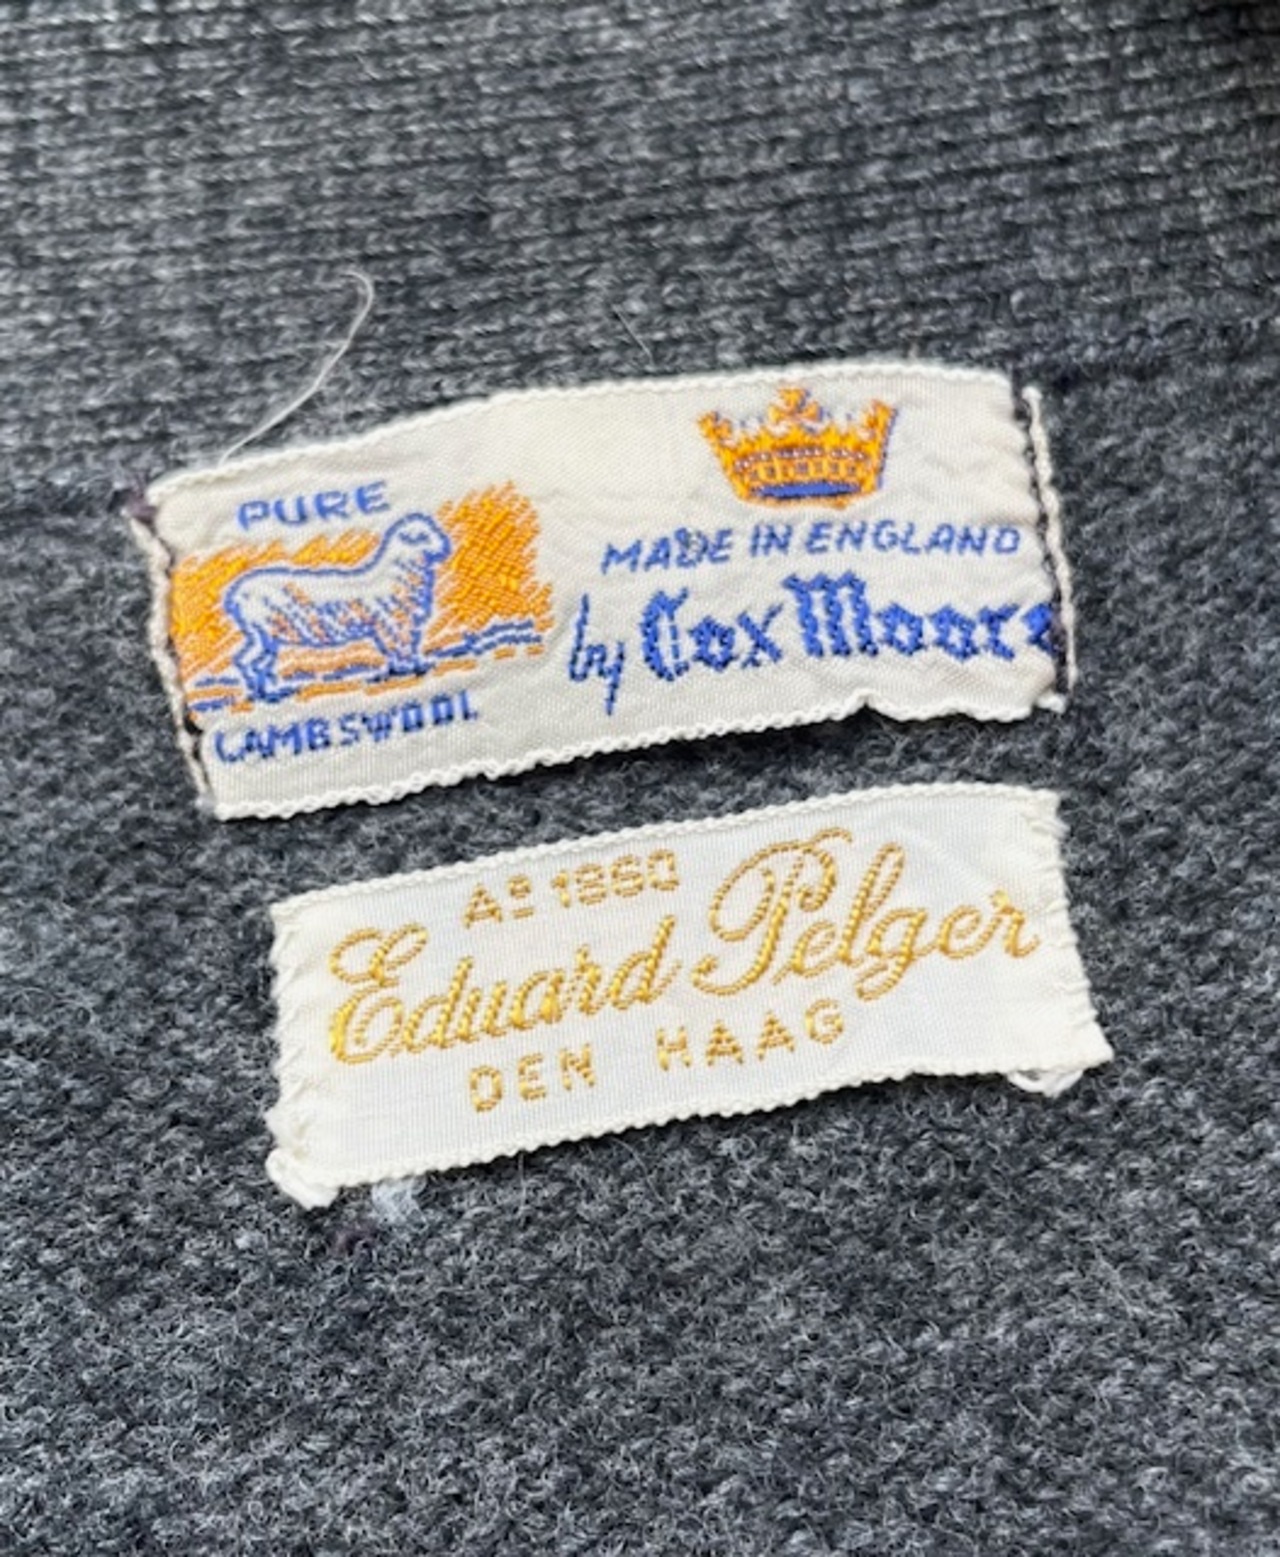 PURE
LAMBSWOOL
MADE IN ENGLAND
by Cox Moore
Aº 1860
Eduard Pelger
DEN HAAG